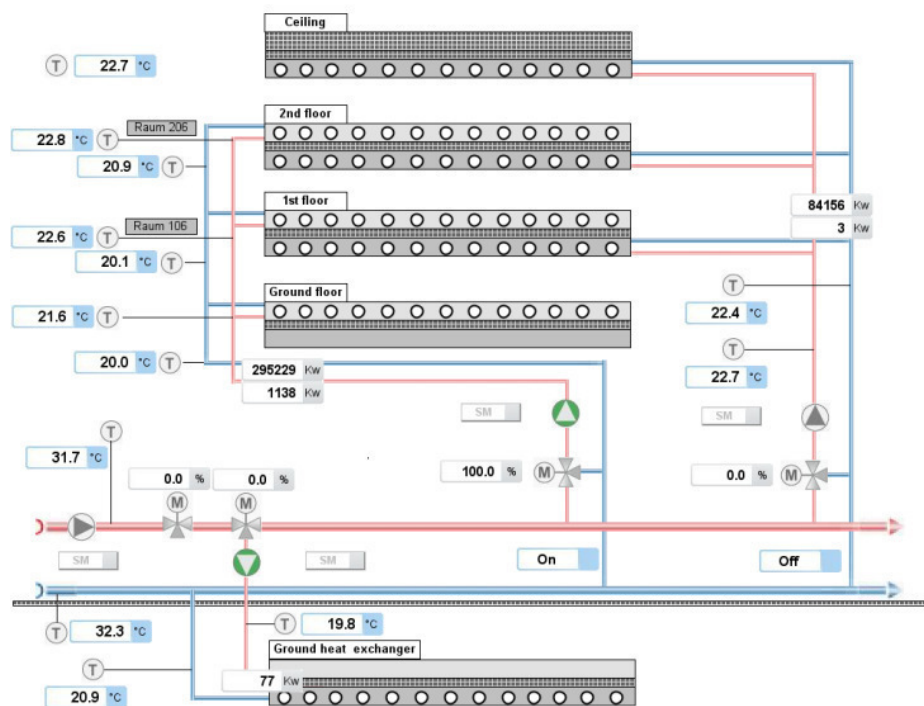 Ceiling
T 22.7 °C
2nd floor
Raum 206
22.8 °C T
20.9 °C T
1st floor
84156 Kw
Raum 106
3 Kw
22.6 °C T
20.1 °C T
T
Ground floor
22.4 °C
21.6 °C T
T
20.0 °C T
295229 Kw
22.7 °C
1138 Kw
SM
SM
T
31.7 °C
0.0 %
0.0 %
100.0 % M
0.0 % M
M
M
SM
SM
On
Off
T 32.3 °C
T 19.8 °C
Ground heat exchanger
T
77 Kw
20.9 °C